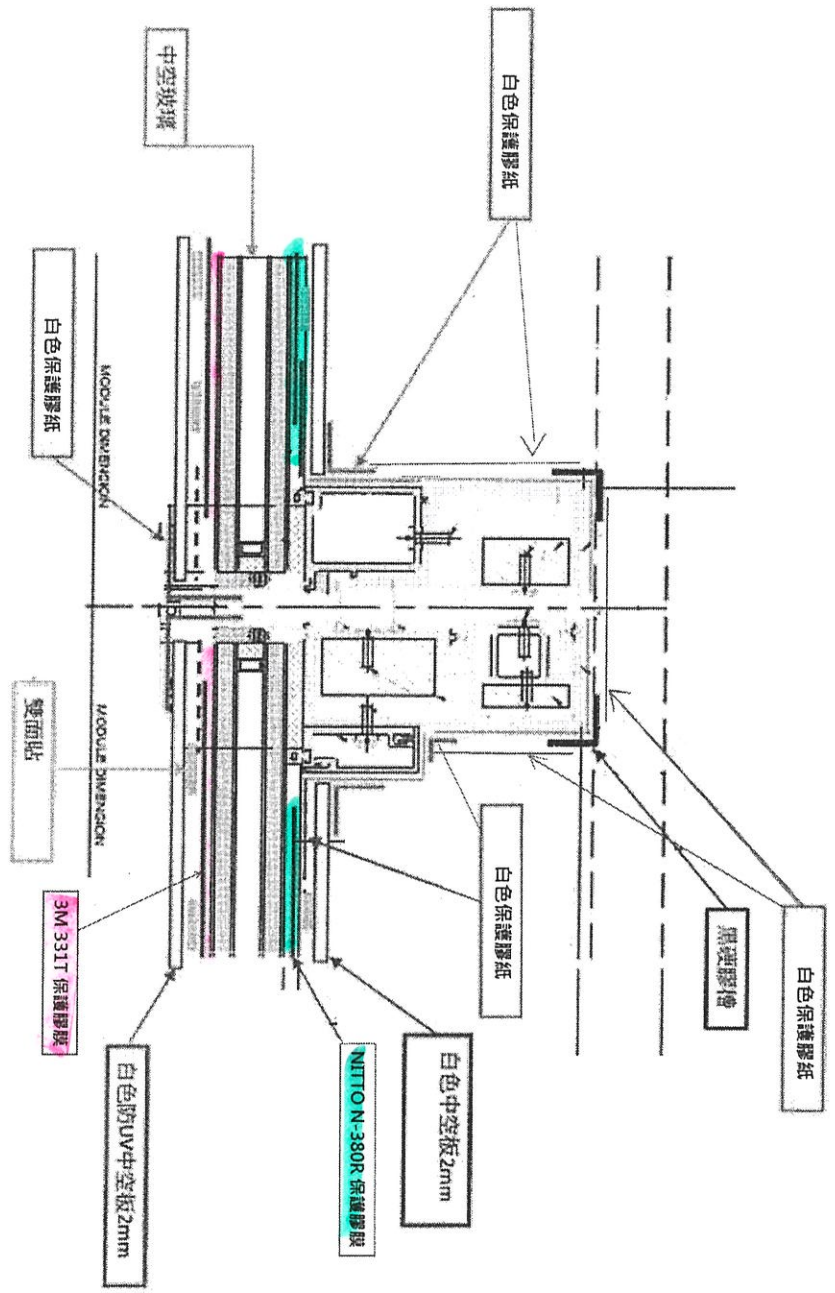 白色保護膠紙
中空玻璃
白色保護膠紙
MODULE DIMENSION
MODULE DIMENSION
雙面貼
3M 331T 保護膠膜
白色防UV中空板2mm
NITTO N-380R 保護膠膜
白色中空板2mm
白色保護膠紙
黑硬膠槽
白色保護膠紙